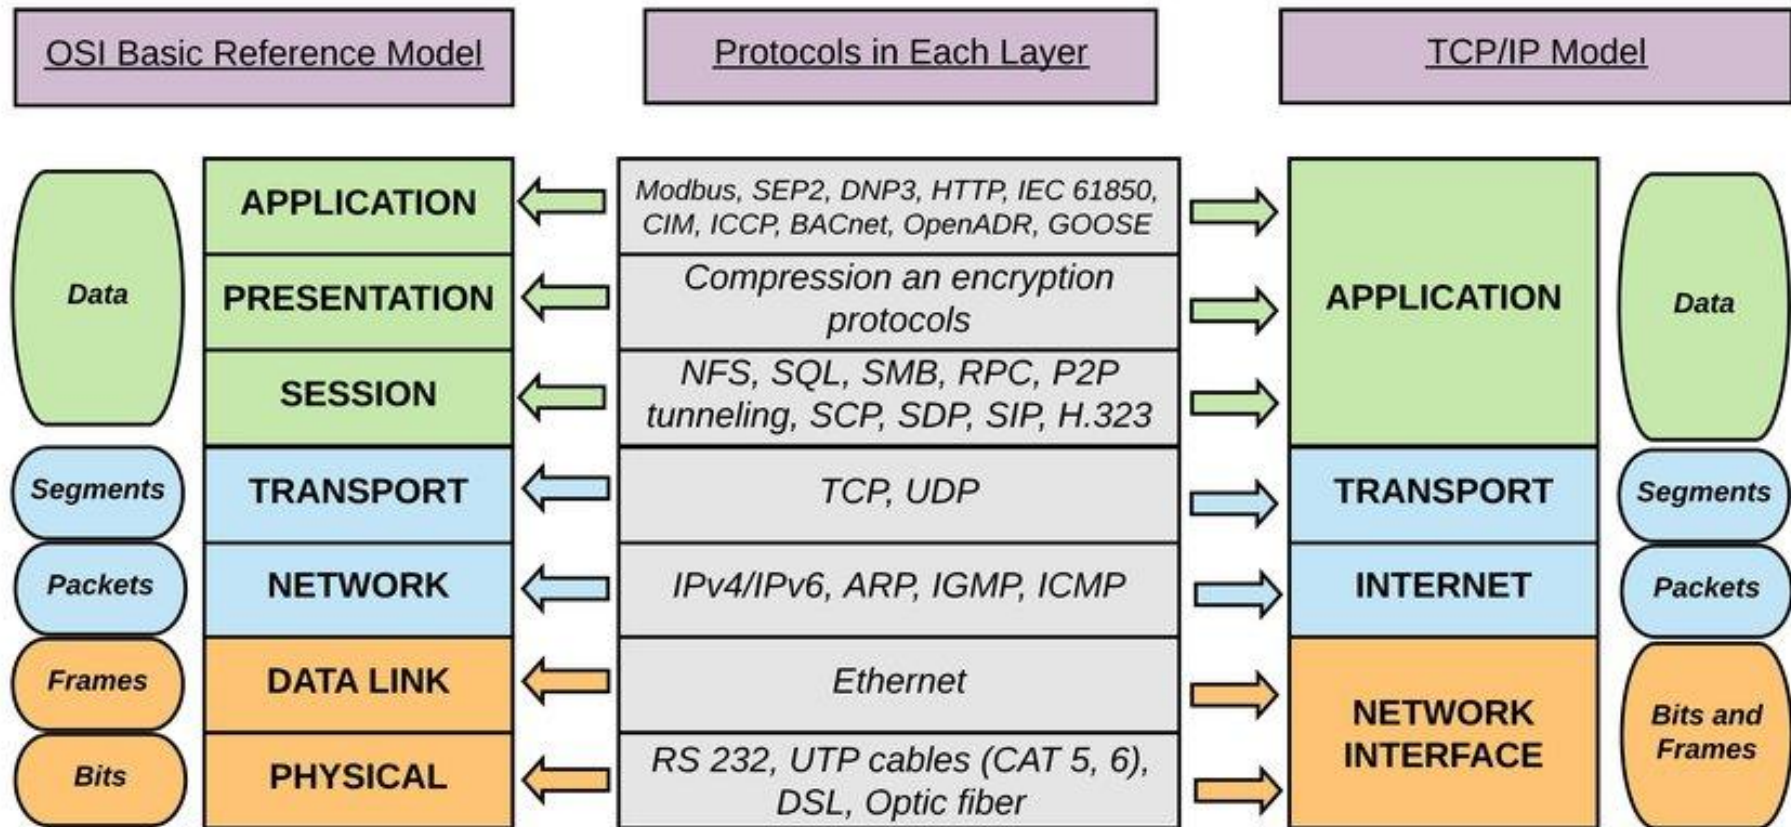 OSI Basic Reference Model
Protocols in Each Layer
TCP/IP Model
Data
APPLICATION
PRESENTATION
SESSION
Modbus, SEP2, DNP3, HTTP, IEC 61850,
CIM, ICCP, BACnet, OpenADR, GOOSE
Compression an encryption
protocols
NFS, SQL, SMB, RPC, P2P
tunneling, SCP, SDP, SIP, H.323
APPLICATION
Data
Segments
TRANSPORT
TCP, UDP
TRANSPORT
Segments
Packets
NETWORK
IPv4/IPv6, ARP, IGMP, ICMP
INTERNET
Packets
Frames
DATA LINK
Ethernet
Bits
PHYSICAL
RS 232, UTP cables (CAT 5, 6),
DSL, Optic fiber
NETWORK
INTERFACE
Bits and
Frames